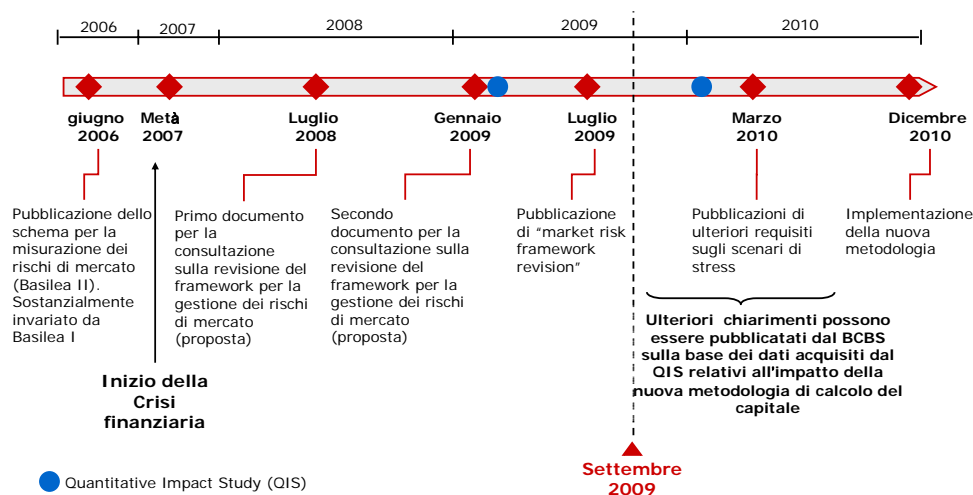 2006
2007
2008
2009
2010
giugno
2006
Metà
2007
Luglio
2008
Gennaio
2009
Luglio
2009
Marzo
2010
Dicembre
2010
Pubblicazione dello
schema per la
misurazione dei
rischi di mercato
(Basilea II).
Sostanzialmente
invariato da
Basilea I
Primo documento
per la
consultazione
sulla revisione del
framework per la
gestione dei rischi
di mercato
(proposta)
Secondo
documento per la
consultazione sulla
revisione del
framework per la
gestione dei rischi
di mercato
(proposta)
Pubblicazione
di "market risk
framework
revision"
Pubblicazioni di
ulteriori requisiti
sugli scenari di
stress
Implementazione
della nuova
metodologia
Ulteriori chiarimenti possono
essere pubblicatati dal BCBS
sulla base dei dati acquisiti dal
QIS relativi all'impatto della
nuova metodologia di calcolo del
capitale
Inizio della
Crisi
finanziaria
Settembre
2009
Quantitative Impact Study (QIS)